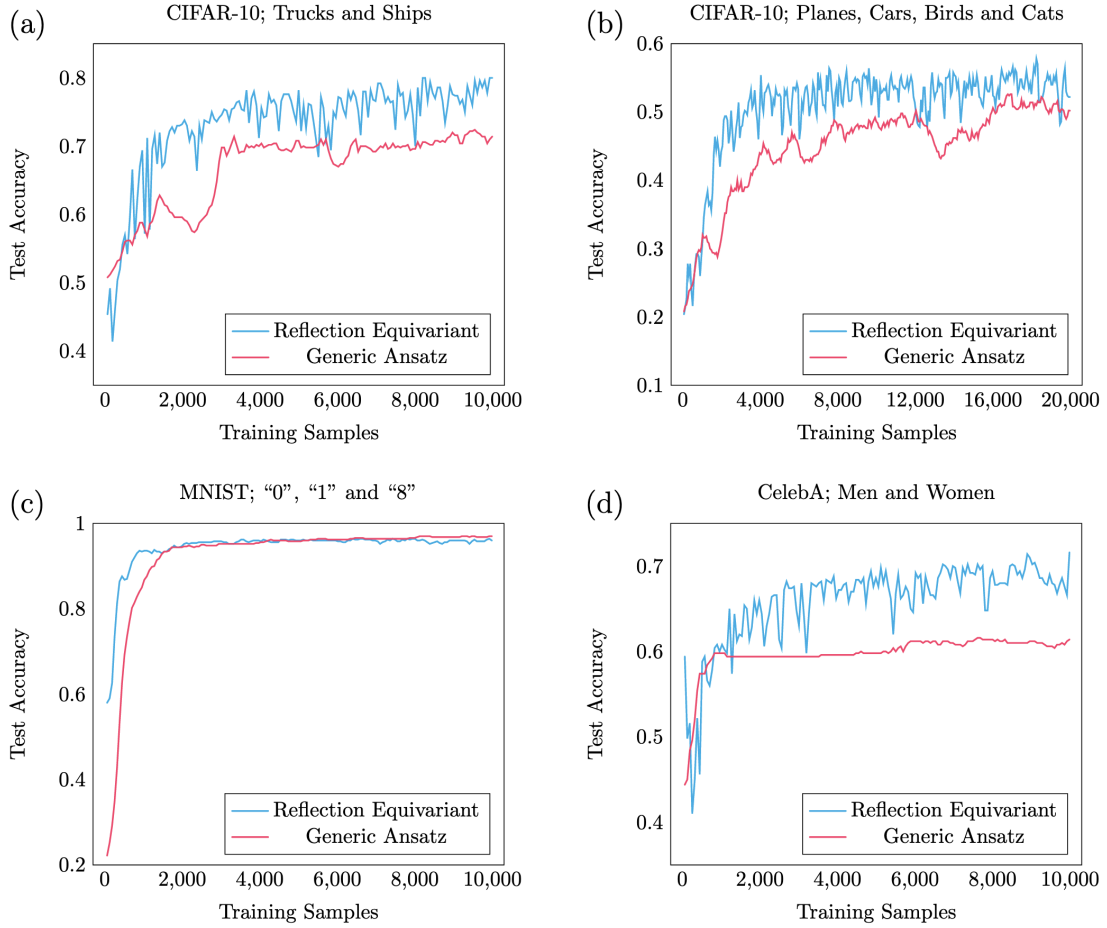 (a)
CIFAR-10; Trucks and Ships
0.8
0.7
0.6
0.5
0.4
Test Accuracy
Reflection Equivariant
Generic Ansatz
0 2,000 4,000 6,000 8,000 10,000
Training Samples
(b)
CIFAR-10; Planes, Cars, Birds and Cats
0.6
0.5
0.4
0.3
0.2
0.1
Test Accuracy
Reflection Equivariant
Generic Ansatz
0 4,000 8,000 12,000 16,000 20,000
Training Samples
(c)
MNIST; “0”, “1” and “8”
1
0.8
0.6
0.4
0.2
Test Accuracy
Reflection Equivariant
Generic Ansatz
0 2,000 4,000 6,000 8,000 10,000
Training Samples
(d)
CelebA; Men and Women
0.7
0.6
0.5
0.4
Test Accuracy
Reflection Equivariant
Generic Ansatz
0 2,000 4,000 6,000 8,000 10,000
Training Samples